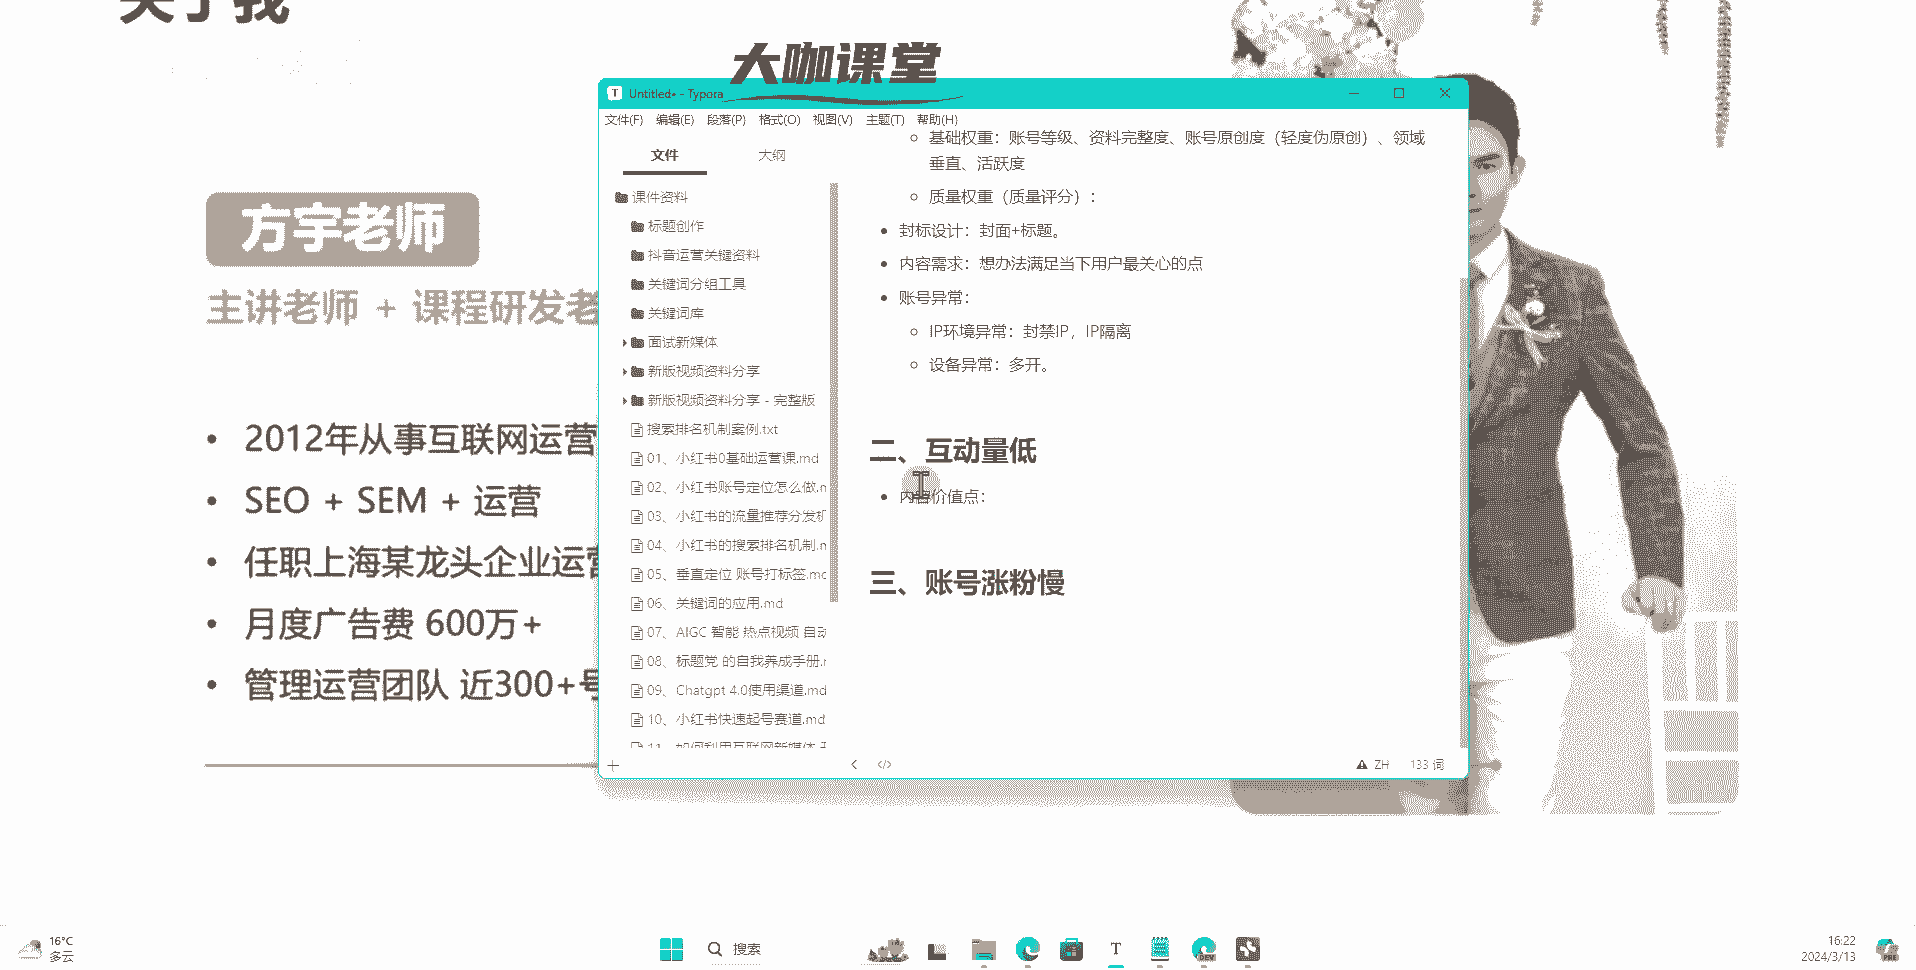 关于我
大咖课堂
Untitled• - Typora
文件(F) 编辑(E) 段落(P) 格式(O) 视图(V) 主题(T) 帮助(H)
文件 大纲
课件资料
标题创作
抖音运营关键资料
关键词分组工具
关键词库
面试新媒体
新版视频资料分享
新版视频资料分享 - 完整版
搜索排名机制案例.txt
01、小红书0基础运营课.md
02、小红书账号定位怎么做.m
03、小红书的流量推荐分发机
04、小红书的搜索排名机制.m
05、垂直定位 账号打标签.md
06、关键词的应用.md
07、AIGC 智能 热点视频 自动
08、标题党 的自我养成手册.m
09、Chatgpt 4.0使用渠道.md
10、小红书快速起号赛道.md
11、如何利用互联网新媒体
基础权重：账号等级、资料完整度、账号原创度（轻度伪原创）、领域
垂直、活跃度
质量权重（质量评分）：
封标设计：封面+标题。
内容需求：想办法满足当下用户最关心的点
账号异常：
IP环境异常：封禁IP，IP隔离
设备异常：多开。
二、互动量低
内容价值点：
三、账号涨粉慢
ZH 133 词
方宇老师
主讲老师 + 课程研发老
2012年从事互联网运营
SEO + SEM + 运营
任职上海某龙头企业运营
月度广告费 600万+
管理运营团队 近300+号
16°C
多云
搜索
DEV
16:22
2024/3/13
PRE